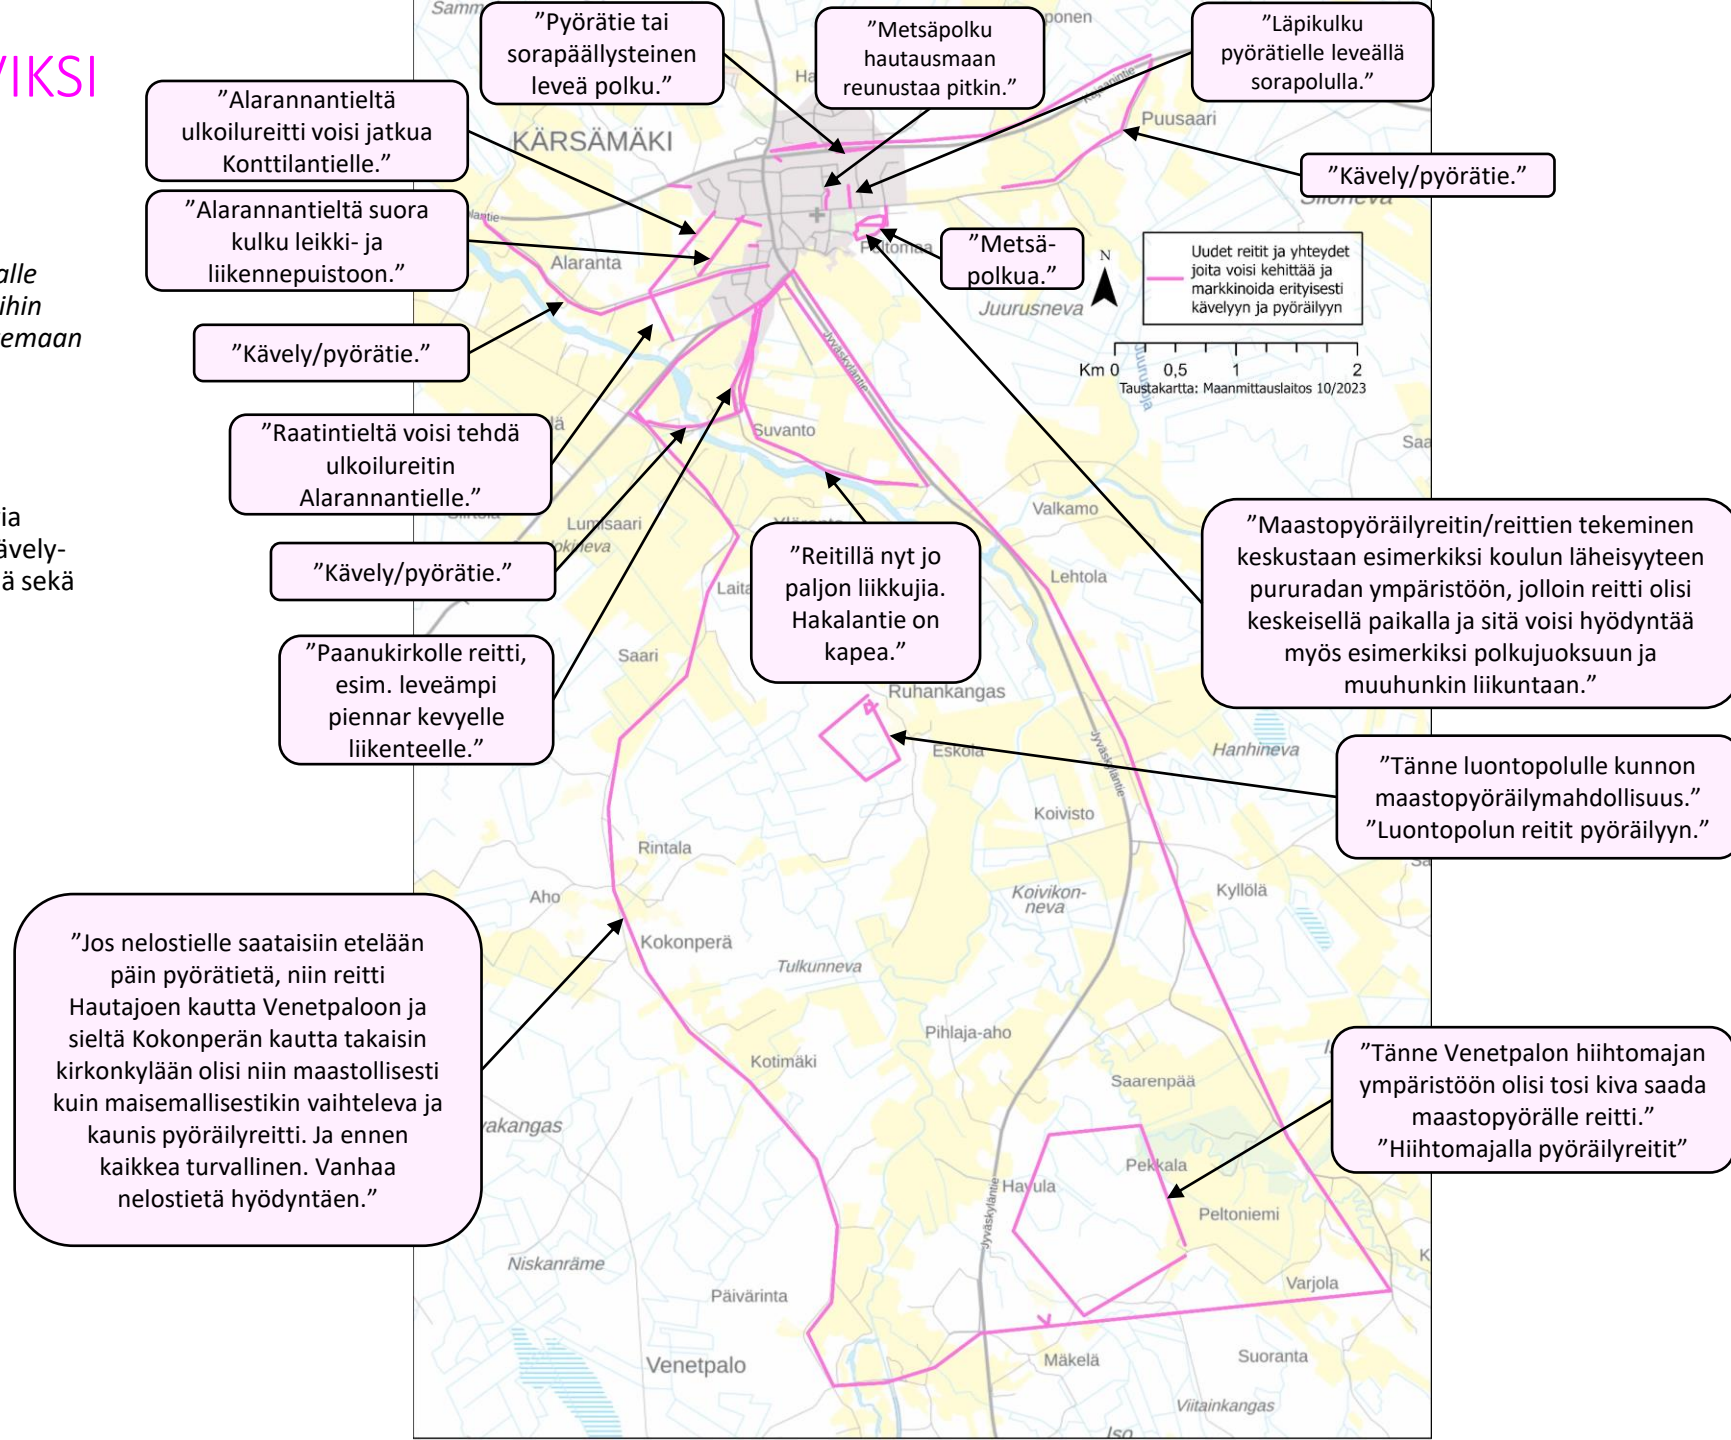 VIKSI
alle
ihin
emaan
ia
ävely-
ä sekä
"Pyörätie tai
sorapäällysteinen
leveä polku."
"Metsäpolku
hautausmaan
reunustaa pitkin."
"Läpikulku
pyörätielle leveällä
sorapolulla."
"Alarannantieltä
ulkoilureitti voisi jatkua
Konttilantielle."
"Alarannantieltä suora
kulku leikki- ja
liikennepuistoon."
"Kävely/pyörätie."
"Metsä-
polkua."
"Kävely/pyörätie."
"Raatintieltä voisi tehdä
ulkoilureitin
Alarannantielle."
"Kävely/pyörätie."
"Paanukirkolle reitti,
esim. leveämpi
piennar kevyelle
liikenteelle."
"Reitillä nyt jo
paljon liikkujia.
Hakalantie on
kapea."
"Maastopyöräilyreitin/reittien tekeminen
keskustaan esimerkiksi koulun läheisyyteen
pururadan ympäristöön, jolloin reitti olisi
keskeisellä paikalla ja sitä voisi hyödyntää
myös esimerkiksi polkujuoksuun ja
muuhunkin liikuntaan."
"Tänne luontopolulle kunnon
maastopyöräilymahdollisuus."
"Luontopolun reitit pyöräilyyn."
"Jos nelostielle saataisiin etelään
päin pyörätietä, niin reitti
Hautajoen kautta Venetpaloon ja
sieltä Kokonperän kautta takaisin
kirkonkylään olisi niin maastollisesti
kuin maisemallisestikin vaihteleva ja
kaunis pyöräilyreitti. Ja ennen
kaikkea turvallinen. Vanhaa
nelostietä hyödyntäen."
"Tänne Venetpalon hiihtomajan
ympäristöön olisi tosi kiva saada
maastopyörälle reitti."
"Hiihtomajalla pyöräilyreitit"
Uudet reitit ja yhteydet
joita voisi kehittää ja
markkinoida erityisesti
kävelyyn ja pyöräilyyn
N
Km 0 0,5 1 2
Taustakartta: Maanmittauslaitos 10/2023
Samm
ponen
Ha
KÄRSÄMÄKI
Puusaari
Alaranta
Juurusneva
Jyväskyläntie
Suvanto
Saa
Valkamo
Lumisaari
Lehtola
Laita
Saari
Ruhankangas
Eskola
Hanhineva
Jyväskyläntie
Koivisto
Rintala
Aho
Koivikon-
neva
Kyllölä
Kokonperä
Tulkunneva
Pihlaja-aho
Kotimäki
Saarenpää
vakangas
Pekkala
Havula
Peltoniemi
Jyväskyläntie
Niskanräme
Varjola
Päivärinta
Venetpalo
Mäkelä
Suoranta
Viitainkangas
Iso